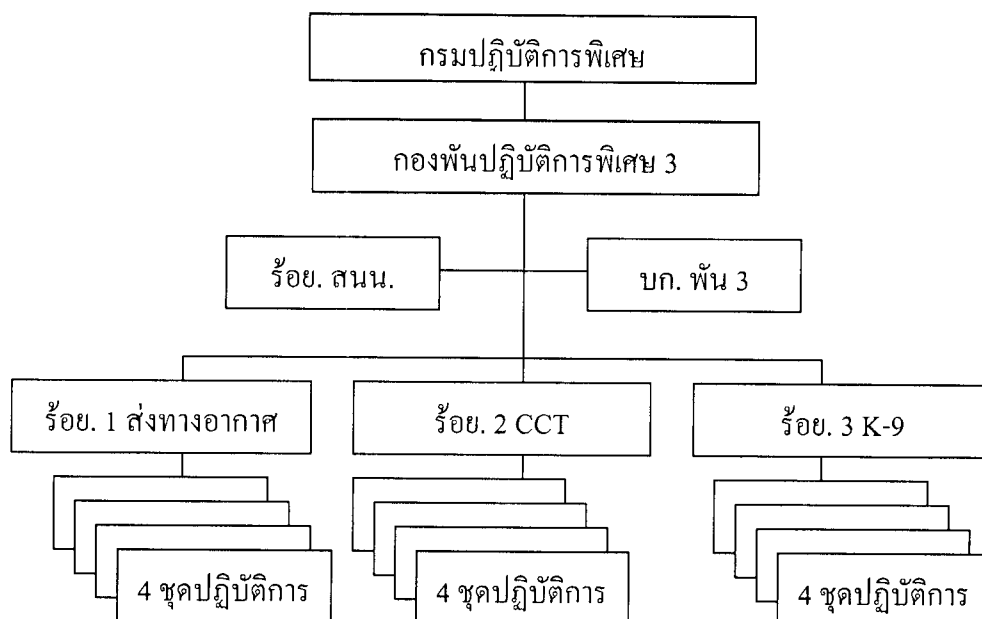 กรมปฏิบัติการพิเศษ
กองพันปฏิบัติการพิเศษ 3
ร้อย. สนน.
บก. พัน 3
ร้อย. 1 ส่งทางอากาศ
ร้อย. 2 CCT
ร้อย. 3 K-9
4 ชุดปฏิบัติการ
4 ชุดปฏิบัติการ
4 ชุดปฏิบัติการ